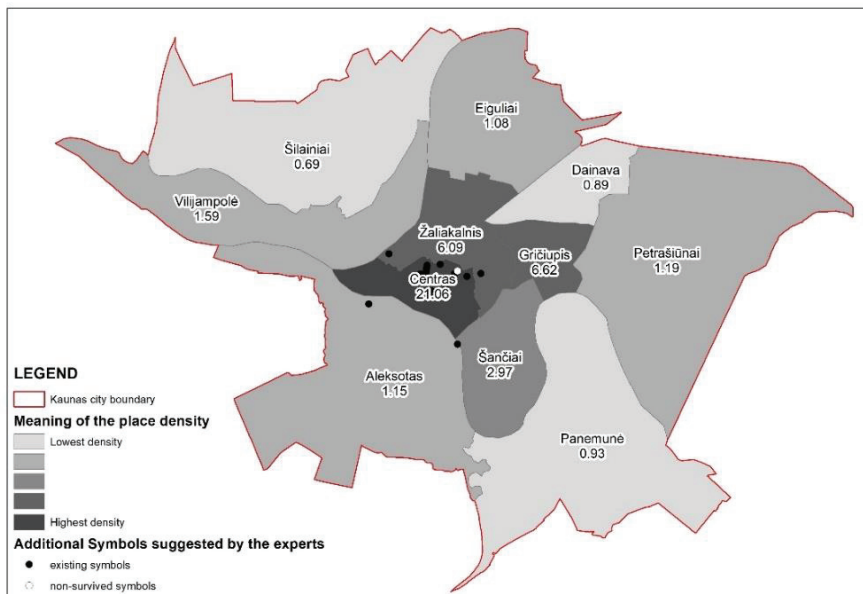 Eiguliai
1.08
Šilainiai
0.69
Dainava
0.89
Vilijampolė
1.59
Žaliakalnis
6.09
Gričiupis
6.62
Petrašiūnai
1.19
Centras
21.06
Šančiai
2.97
Aleksotas
1.15
Panemunė
0.93
LEGEND
Kaunas city boundary
Meaning of the place density
Lowest density
Highest density
Additional Symbols suggested by the experts
existing symbols
non-survived symbols